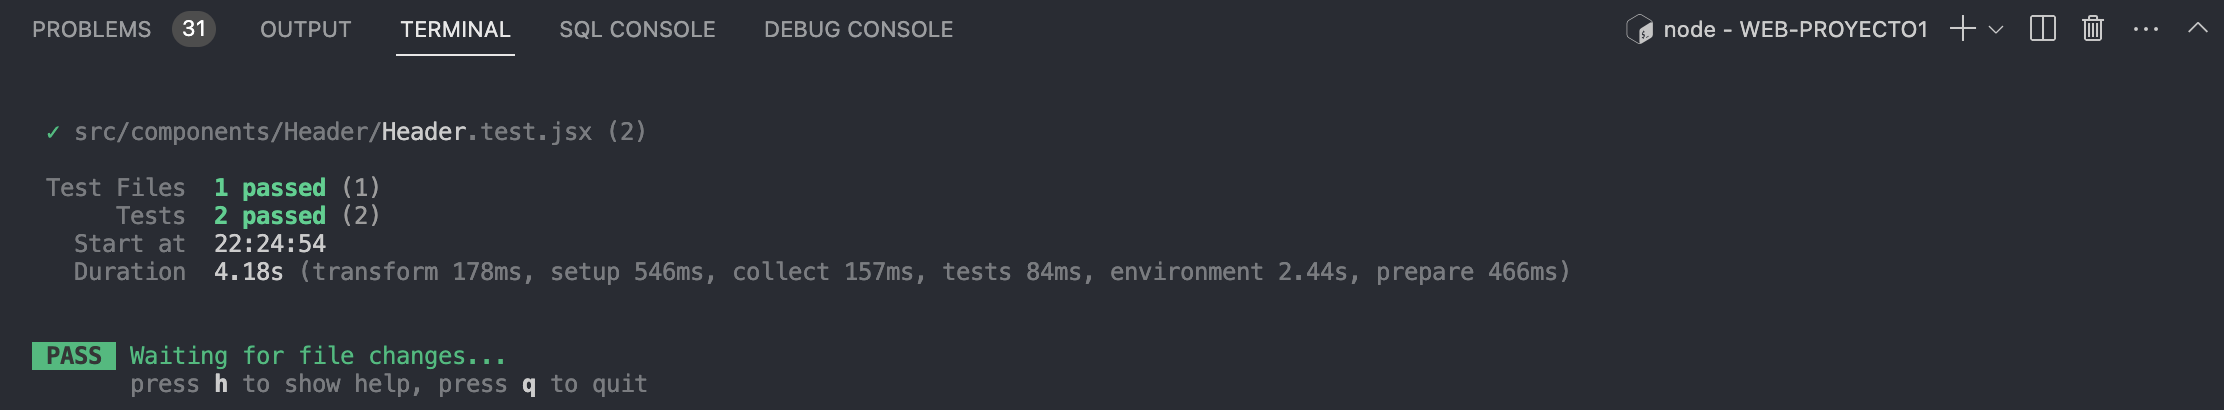 PROBLEMS 31 OUTPUT TERMINAL SQL CONSOLE DEBUG CONSOLE node - WEB-PROYECTO1
✓ src/components/Header/Header.test.jsx (2)
Test Files 1 passed (1)
Tests 2 passed (2)
Start at 22:24:54
Duration 4.18s (transform 178ms, setup 546ms, collect 157ms, tests 84ms, environment 2.44s, prepare 466ms)
PASS Waiting for file changes...
press h to show help, press q to quit